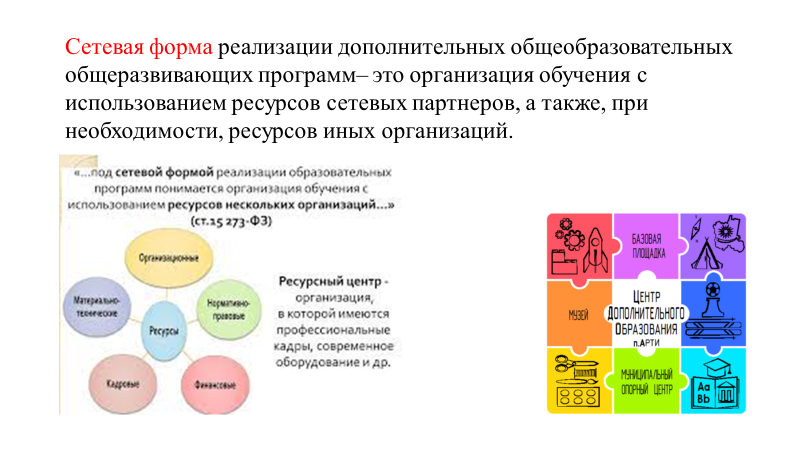 Сетевая форма реализации дополнительных общеобразовательных
общеразвивающих программ– это организация обучения с
использованием ресурсов сетевых партнеров, а также, при
необходимости, ресурсов иных организаций.
«...под сетевой формой реализации образовательных
программ понимается организация обучения с
использованием ресурсов нескольких организаций...»
(ст.15 273-ФЗ)
Организационные
Материально-
технические
Нормативно-
правовые
Ресурсы
Кадровые
Финансовые
Ресурсный центр -
организация,
в которой имеются
профессиональные
кадры, современное
оборудование и др.
БАЗОВАЯ
ПЛОЩАДКА
МУЗЕЙ
ЦЕНТР
ДОПОЛНИТЕЛЬНОГО
ОБРАЗОВАНИЯ
п.АРТИ
МУНИЦИПАЛЬНЫЙ
ОПОРНЫЙ ЦЕНТР
Aa
Bb